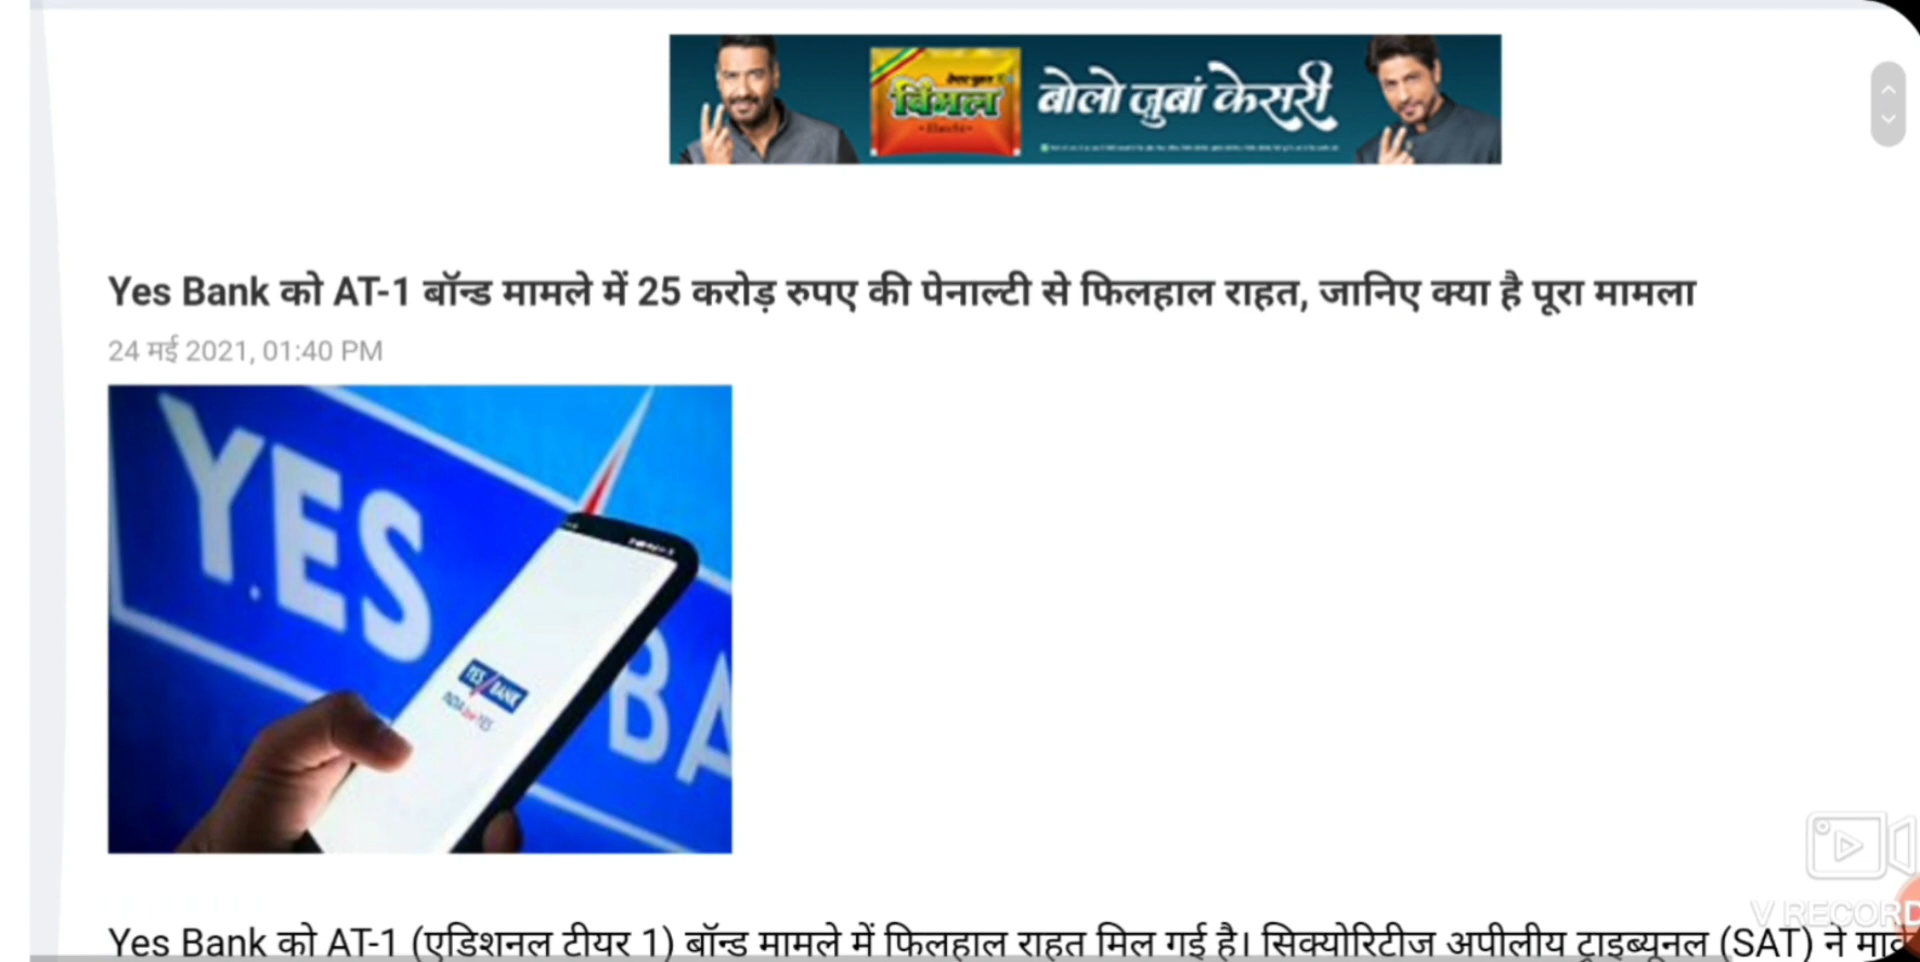 विमल
बोलो ज़ुबां केसरी
Yes Bank को AT-1 बॉन्ड मामले में 25 करोड़ रुपए की पेनाल्टी से फिलहाल राहत, जानिए क्या है पूरा मामला
24 मई 2021, 01:40 PM
YES
BA
YES BANK
Yes Bank को AT-1 (एडिशनल टीयर 1) बॉन्ड मामले में फिलहाल राहत मिल गई है। सिक्योरिटीज अपीलीय ट्राइब्यूनल (SAT) ने
V RECORD